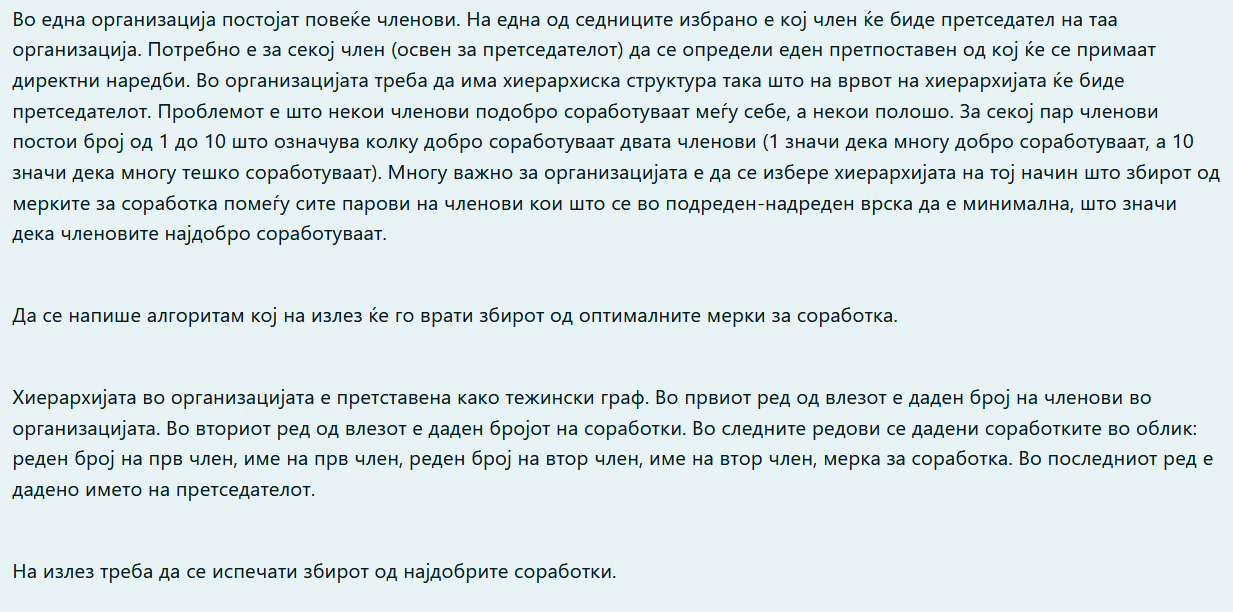 Во една организација постојат повеќе членови. На една од седниците избрано е кој член ќе биде претседател на таа
организација. Потребно е за секој член (освен за претседателот) да се определи еден претпоставен од кој ќе се примаат
директни наредби. Во организацијата треба да има хиерархиска структура така што на врвот на хиерархијата ќе биде
претседателот. Проблемот е што некои членови подобро соработуваат меѓу себе, а некои полошо. За секој пар членови
постои број од 1 до 10 што означува колку добро соработуваат двата членови (1 значи дека многу добро соработуваат, а 10
значи дека многу тешко соработуваат). Многу важно за организацијата е да се избере хиерархијата на тој начин што збирот од
мерките за соработка помеѓу сите парови на членови кои што се во подреден-надреден врска да е минимална, што значи
дека членовите најдобро соработуваат.
Да се напише алгоритам кој на излез ќе го врати збирот од оптималните мерки за соработка.
Хиерархијата во организацијата е претставена како тежински граф. Во првиот ред од влезот е даден број на членови во
организацијата. Во вториот ред од влезот е даден бројот на соработки. Во следните редови се дадени соработките во облик:
реден број на прв член, име на прв член, реден број на втор член, име на втор член, мерка за соработка. Во последниот ред е
дадено името на претседателот.
На излез треба да се испечати збирот од најдобрите соработки.